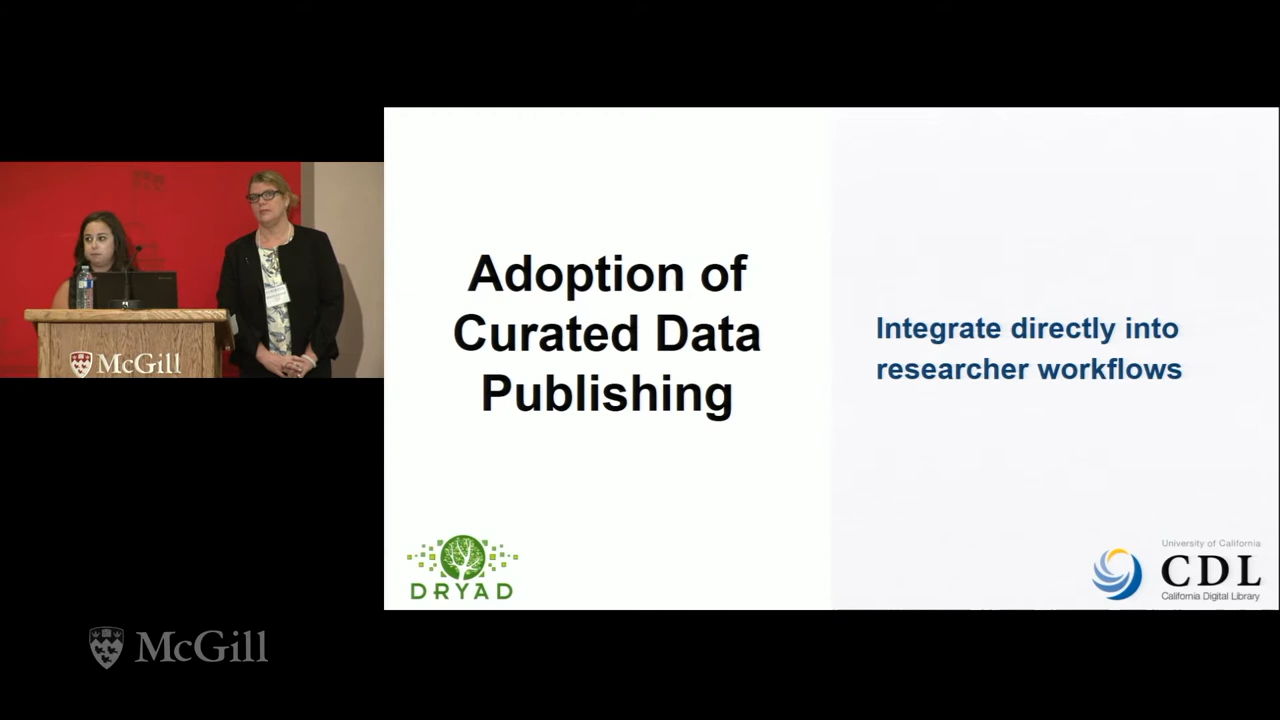 Adoption of
Curated Data
Publishing
Integrate directly into
researcher workflows
DRYAD
University of California
CDL
California Digital Library
McGill
McGill